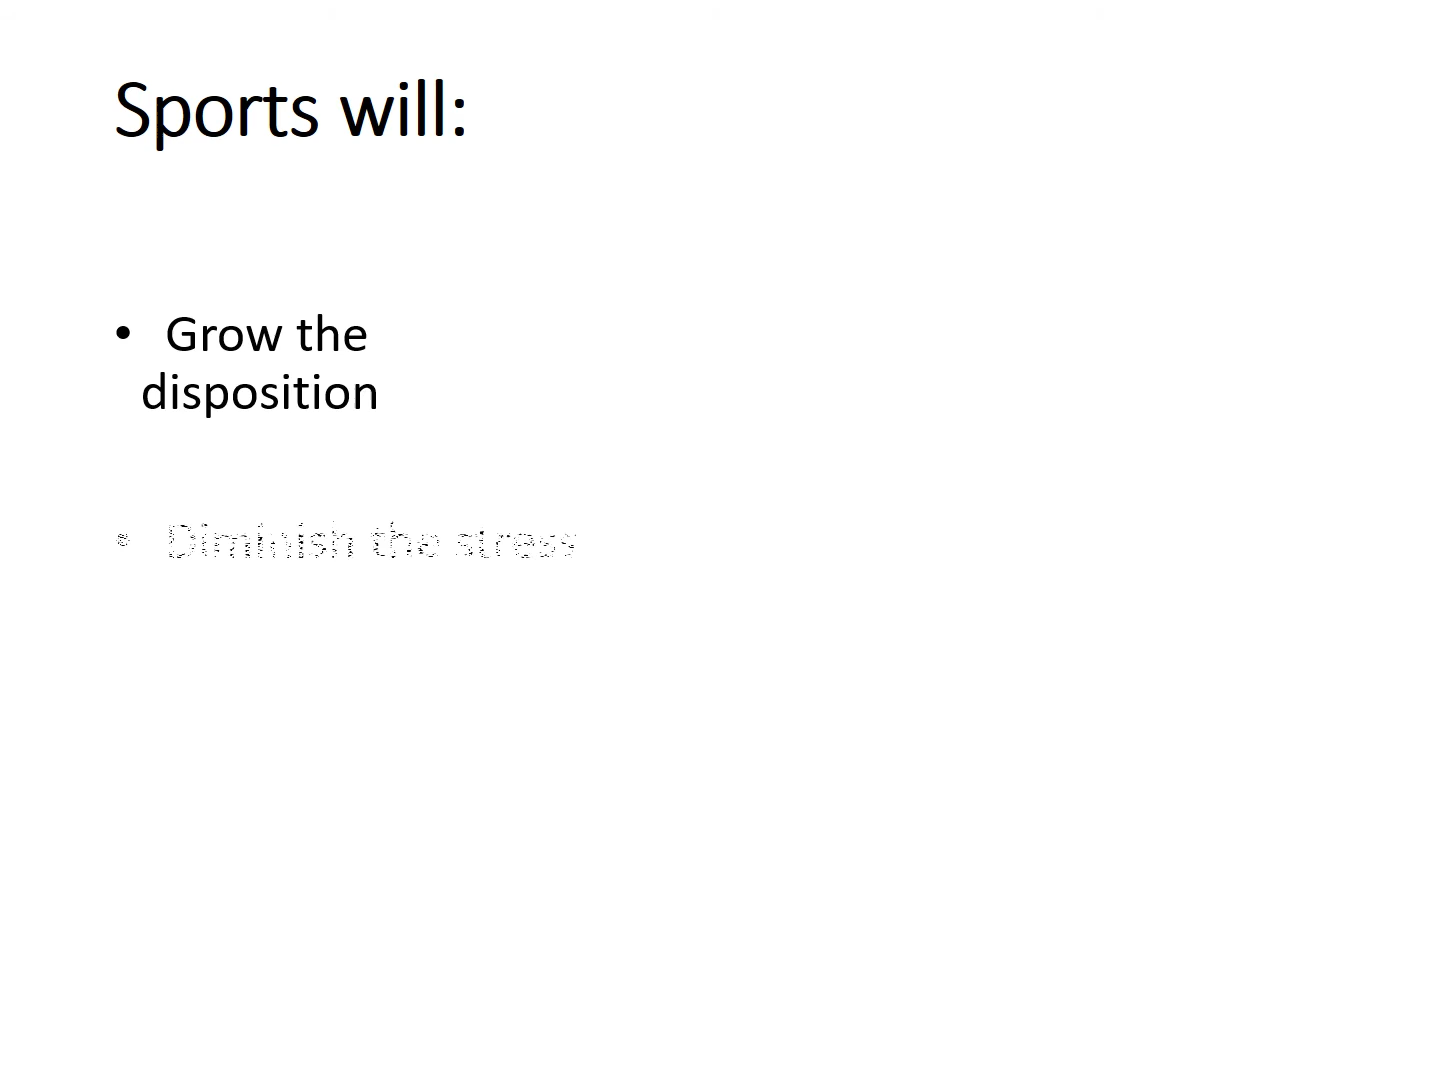 Sports will:
• Grow the
disposition
• Diminish the stress